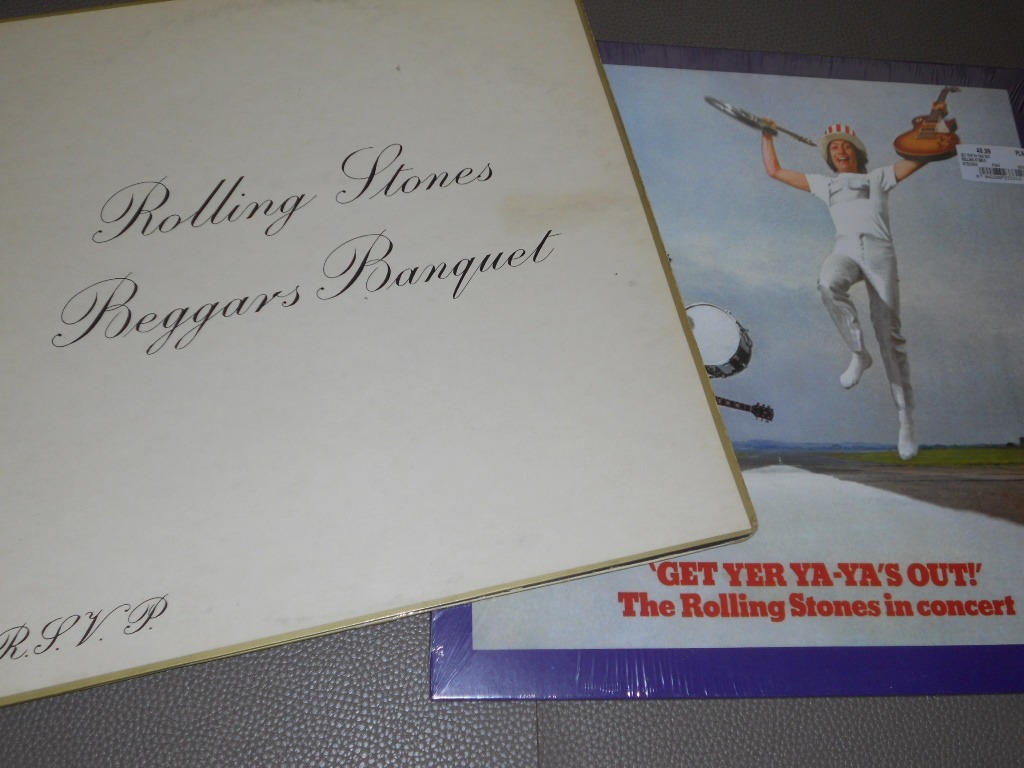 Rolling Stones
Beggars Banquet
R.S.V.P.
'GET YER YA-YA'S OUT!'
The Rolling Stones in concert